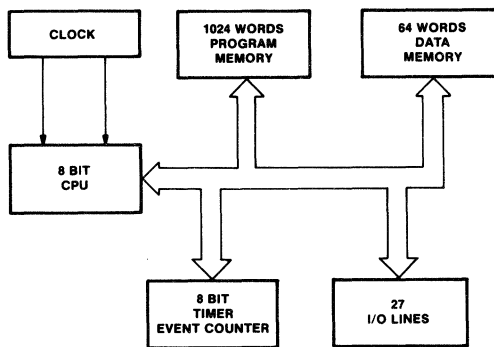 CLOCK
1024 WORDS
PROGRAM
MEMORY
64 WORDS
DATA
MEMORY
8 BIT
CPU
8 BIT
TIMER
EVENT COUNTER
27
I/O LINES